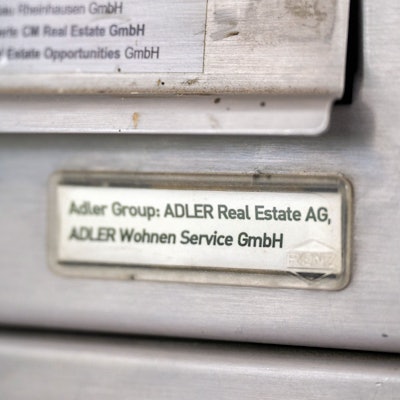 Rheinhausen GmbH
CM Real Estate GmbH
Estate Opportunities GmbH
Adler Group: ADLER Real Estate AG,
ADLER Wohnen Service GmbH